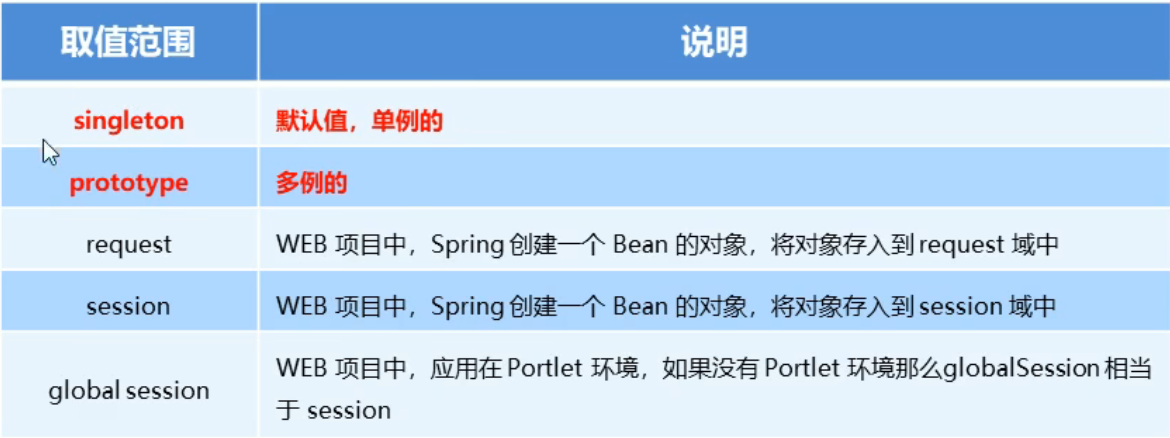 取值范围 说明
singleton 默认值，单例的
prototype 多例的
request WEB 项目中，Spring 创建一个 Bean 的对象，将对象存入到 request 域中
session WEB 项目中，Spring 创建一个 Bean 的对象，将对象存入到 session 域中
global session WEB 项目中，应用在 Portlet 环境，如果没有 Portlet 环境那么globalSession 相当
于 session